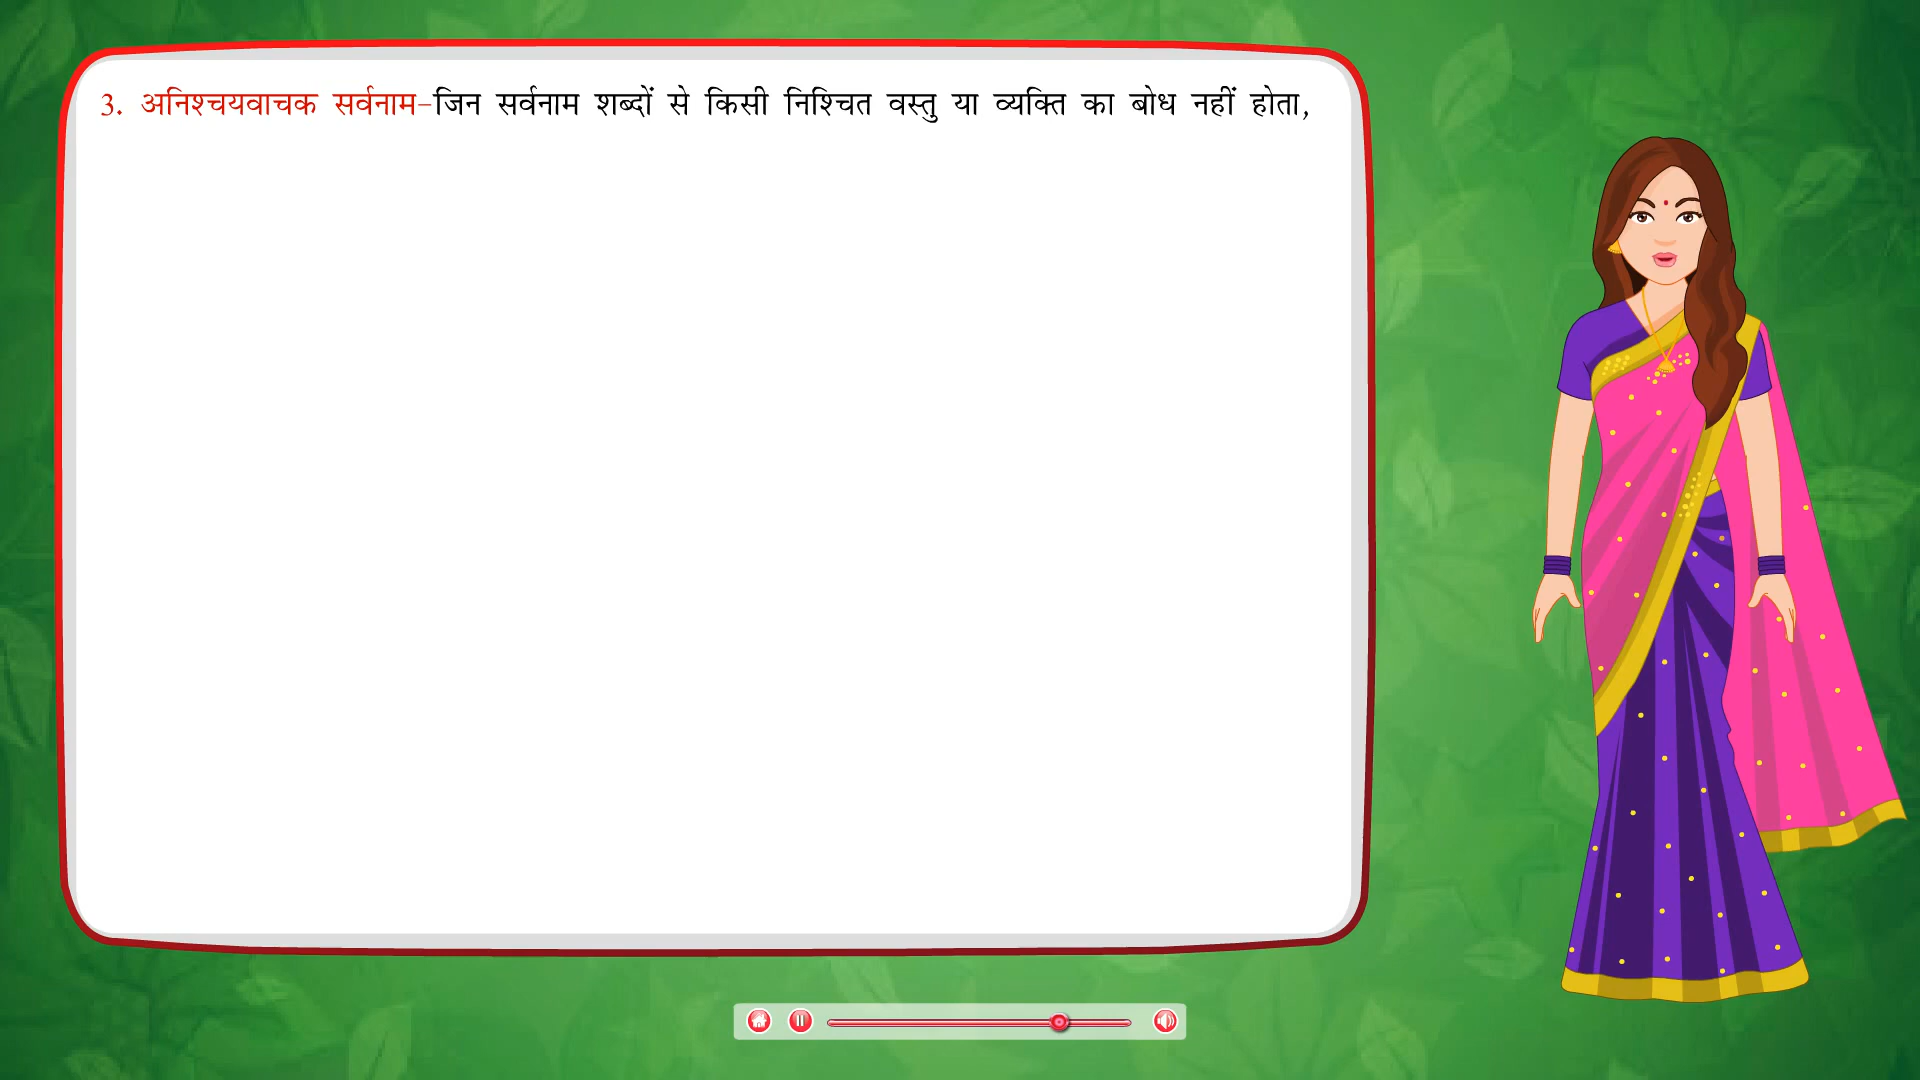 3. अनिश्चयवाचक सर्वनाम–जिन सर्वनाम शब्दों से किसी निश्चित वस्तु या व्यक्ति का बोध नहीं होता,